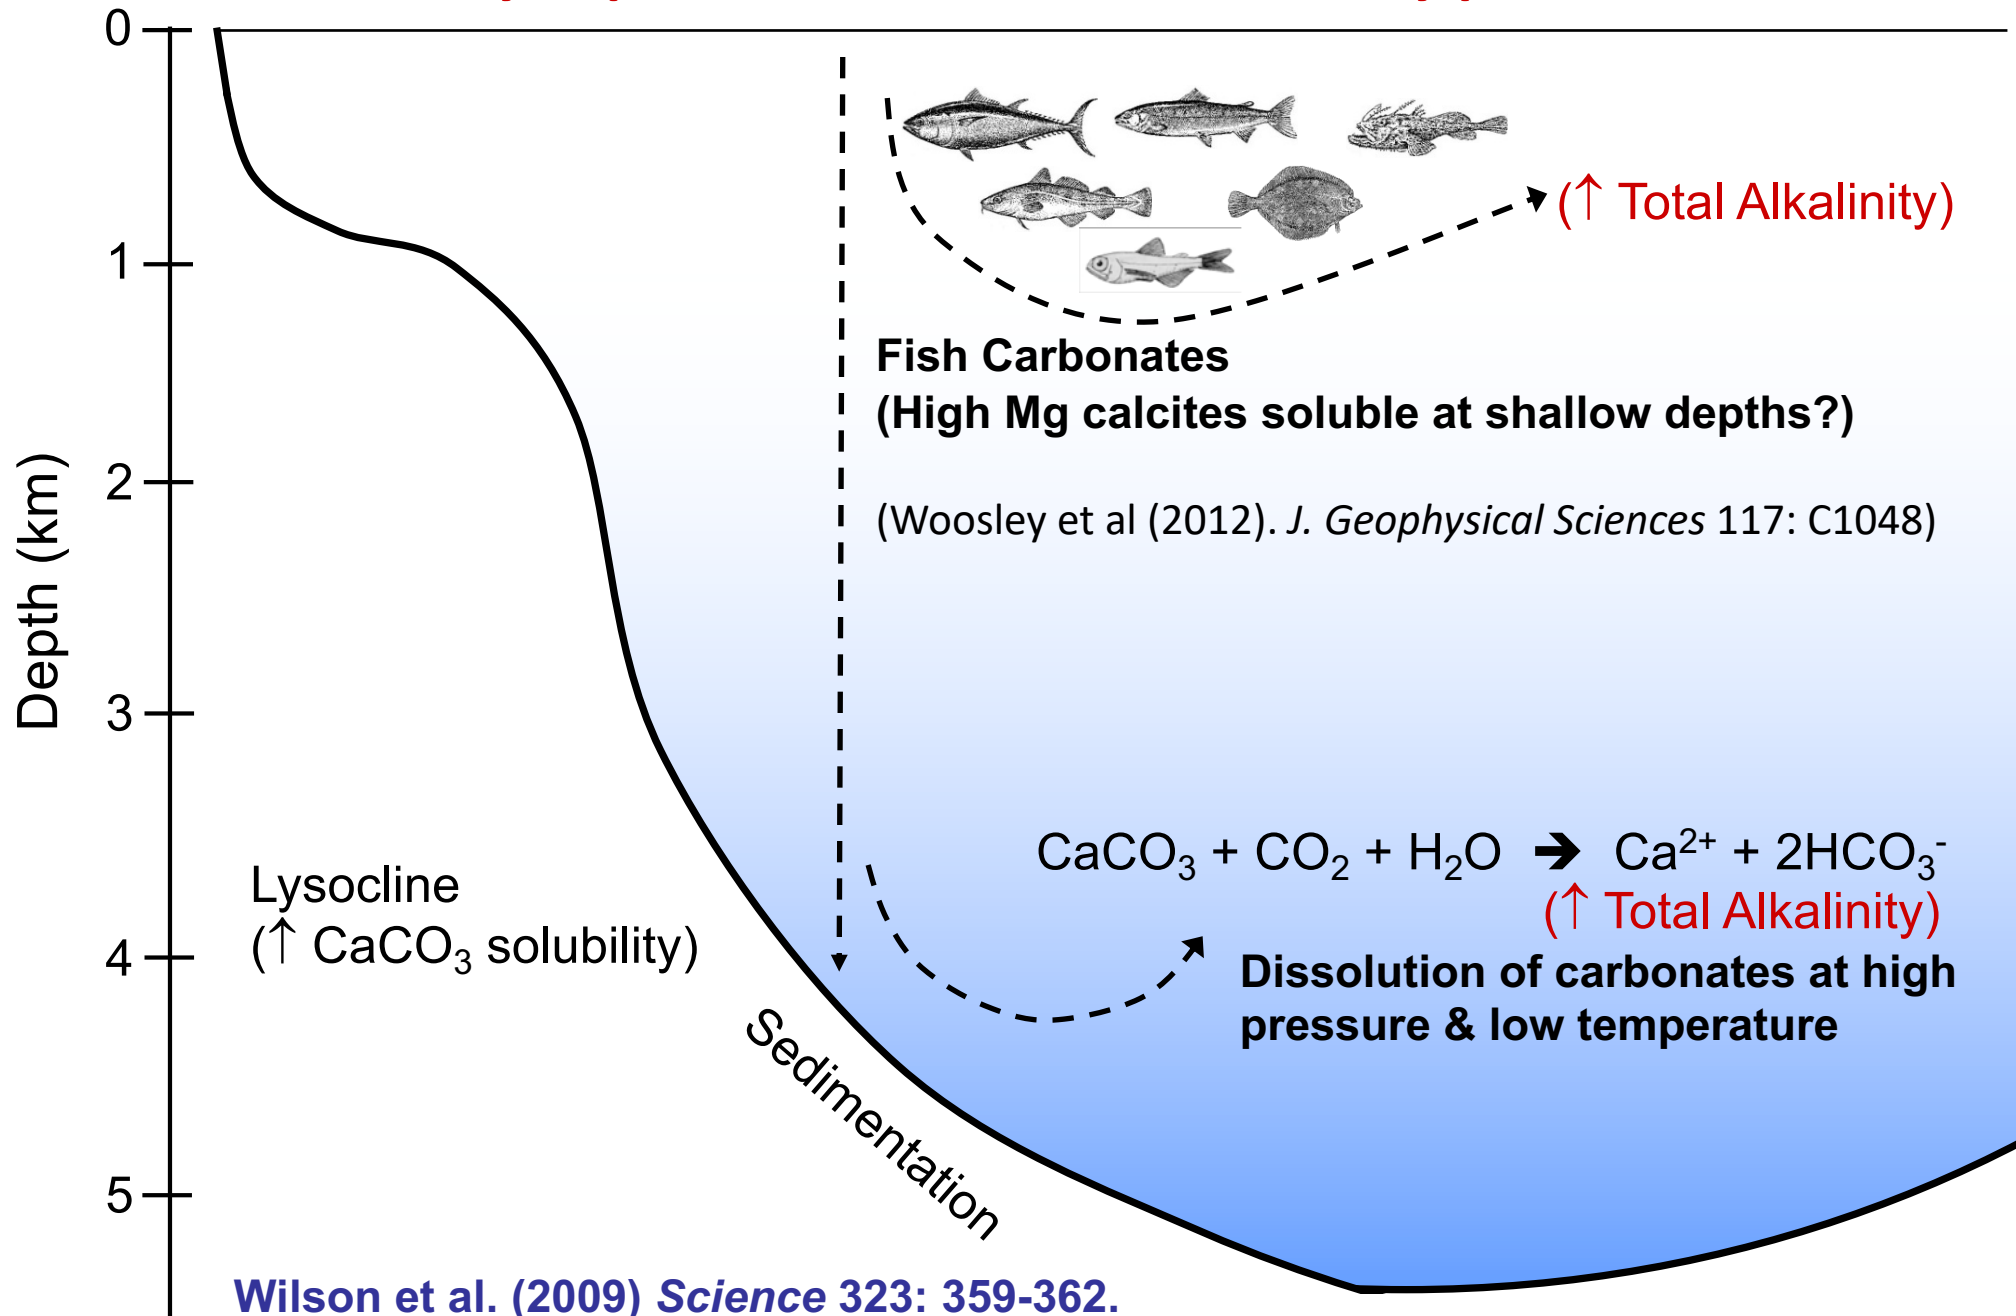 0
(↑ Total Alkalinity)
1
Fish Carbonates
(High Mg calcites soluble at shallow depths?)
2
(Woosley et al (2012). J. Geophysical Sciences 117: C1048)
Depth (km)
3
CaCO₃ + CO₂ + H₂O ➔ Ca²⁺ + 2HCO₃⁻
(↑ Total Alkalinity)
Lysocline
(↑ CaCO₃ solubility)
4
Dissolution of carbonates at high
pressure & low temperature
Sedimentation
5
Wilson et al. (2009) Science 323: 359-362.